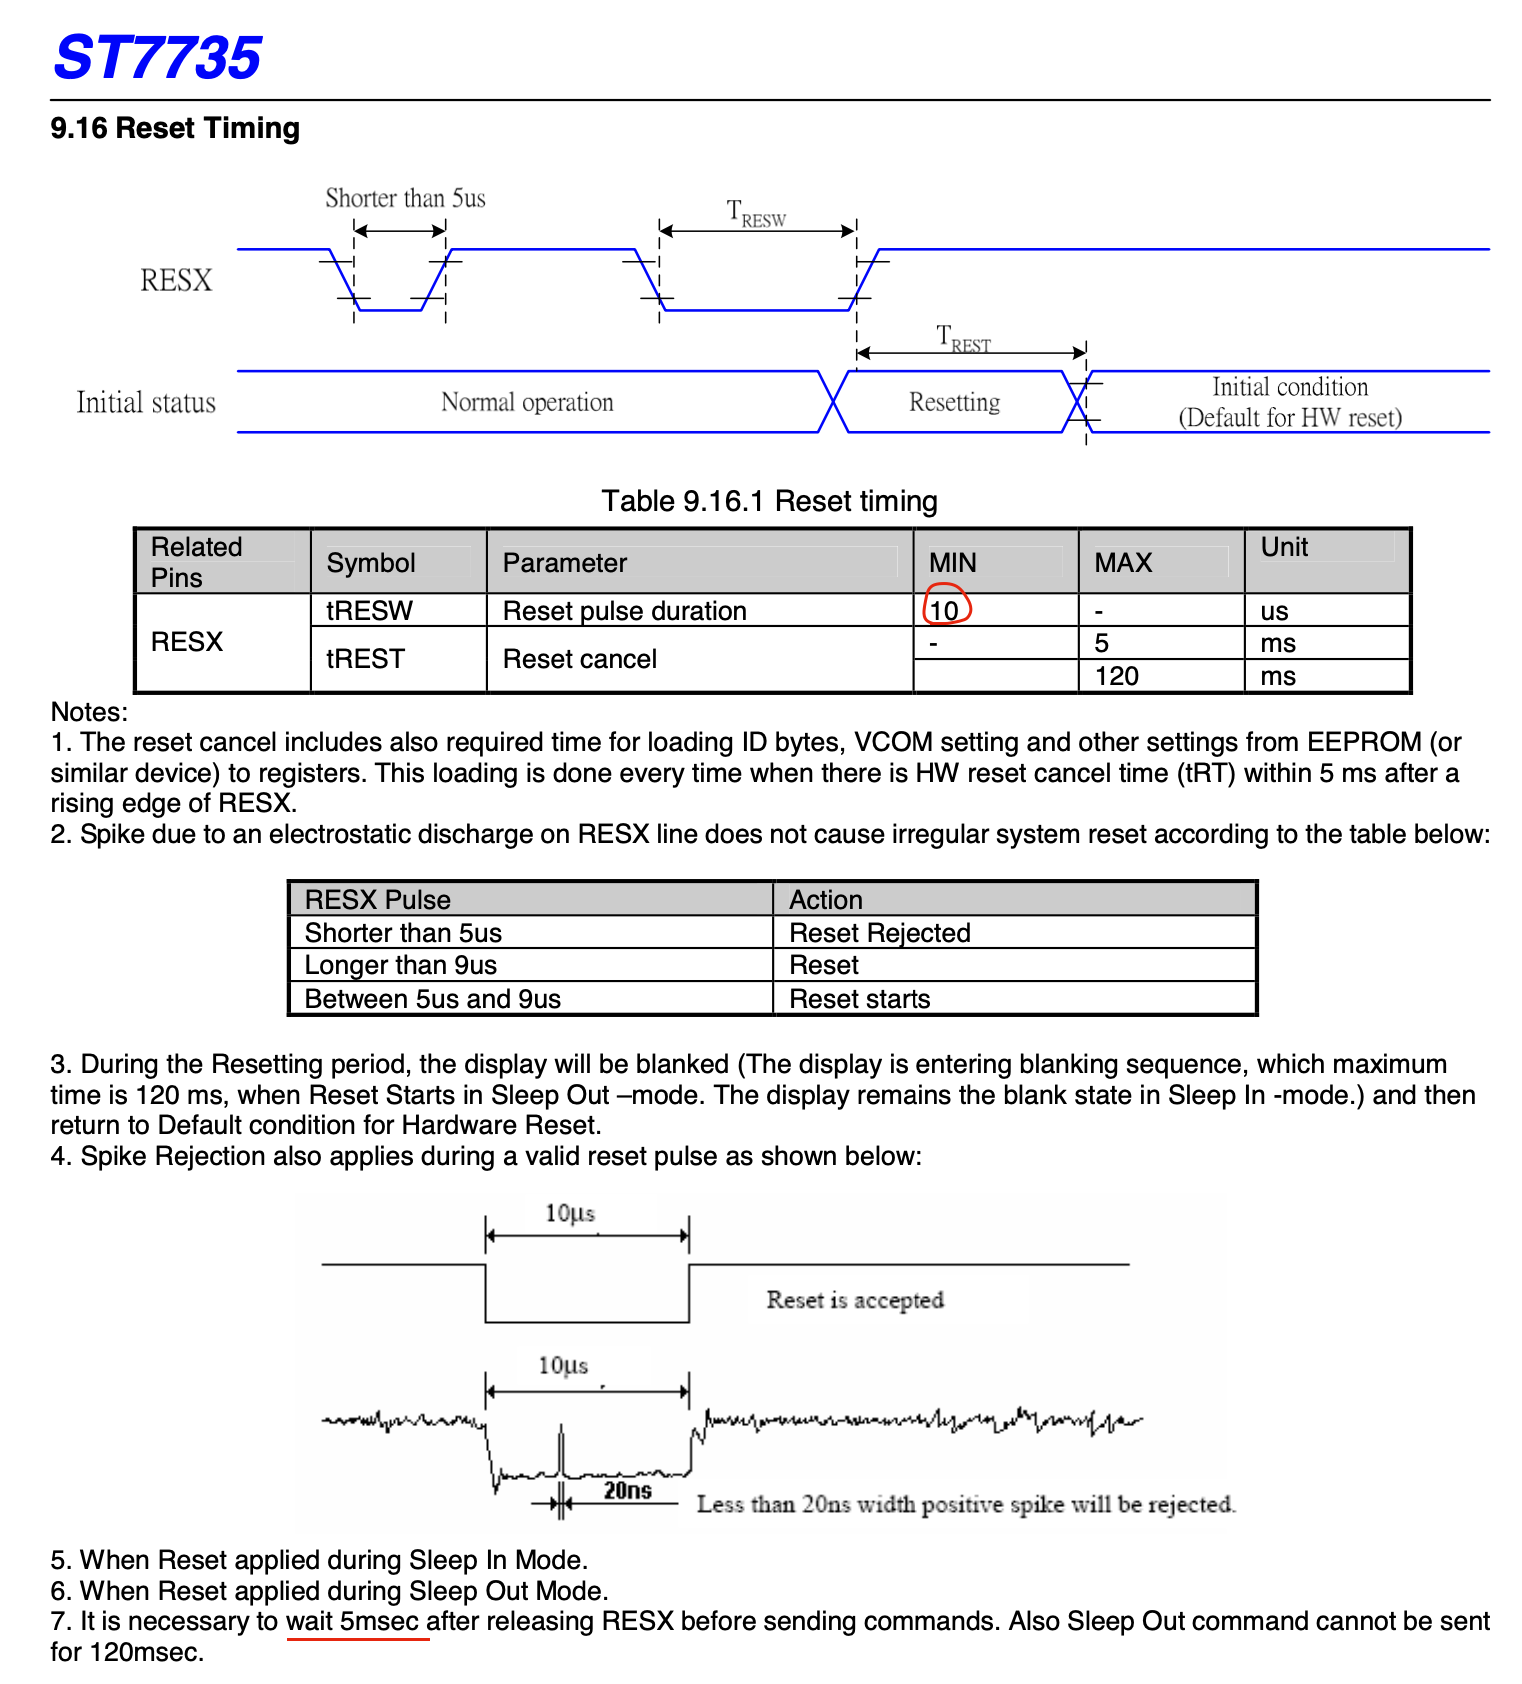 ST7735
9.16 Reset Timing
Shorter than 5us
TRESW
RESX
TREST
Initial status
Normal operation
Resetting
Initial condition
(Default for HW reset)
Table 9.16.1 Reset timing
Related Pins Symbol Parameter MIN MAX Unit
RESX tRESW Reset pulse duration 10 - us
tREST Reset cancel - 5 ms
120 ms
Notes:
1. The reset cancel includes also required time for loading ID bytes, VCOM setting and other settings from EEPROM (or
similar device) to registers. This loading is done every time when there is HW reset cancel time (tRT) within 5 ms after a
rising edge of RESX.
2. Spike due to an electrostatic discharge on RESX line does not cause irregular system reset according to the table below:
RESX Pulse Action
Shorter than 5us Reset Rejected
Longer than 9us Reset
Between 5us and 9us Reset starts
3. During the Resetting period, the display will be blanked (The display is entering blanking sequence, which maximum
time is 120 ms, when Reset Starts in Sleep Out –mode. The display remains the blank state in Sleep In -mode.) and then
return to Default condition for Hardware Reset.
4. Spike Rejection also applies during a valid reset pulse as shown below:
10μs
Reset is accepted
10μs
20ns
Less than 20ns width positive spike will be rejected.
5. When Reset applied during Sleep In Mode.
6. When Reset applied during Sleep Out Mode.
7. It is necessary to wait 5msec after releasing RESX before sending commands. Also Sleep Out command cannot be sent
for 120msec.